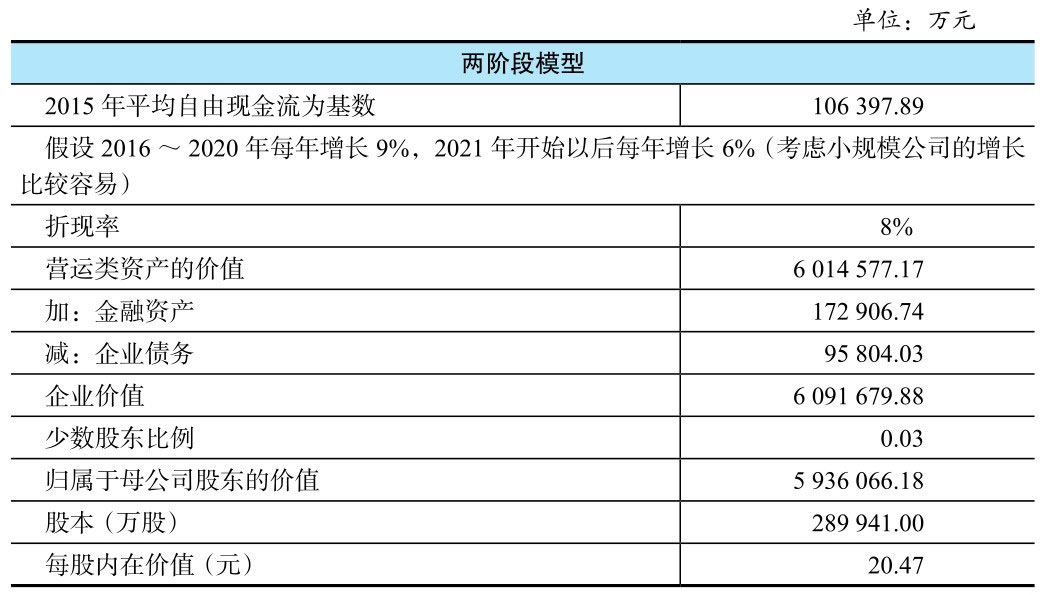 单位：万元
两阶段模型
2015 年平均自由现金流为基数 106 397.89
假设 2016 ～ 2020 年每年增长 9%，2021 年开始以后每年增长 6%（考虑小规模公司的增长
比较容易）
折现率 8%
营运类资产的价值 6 014 577.17
加：金融资产 172 906.74
减：企业债务 95 804.03
企业价值 6 091 679.88
少数股东比例 0.03
归属于母公司股东的价值 5 936 066.18
股本（万股） 289 941.00
每股内在价值（元） 20.47